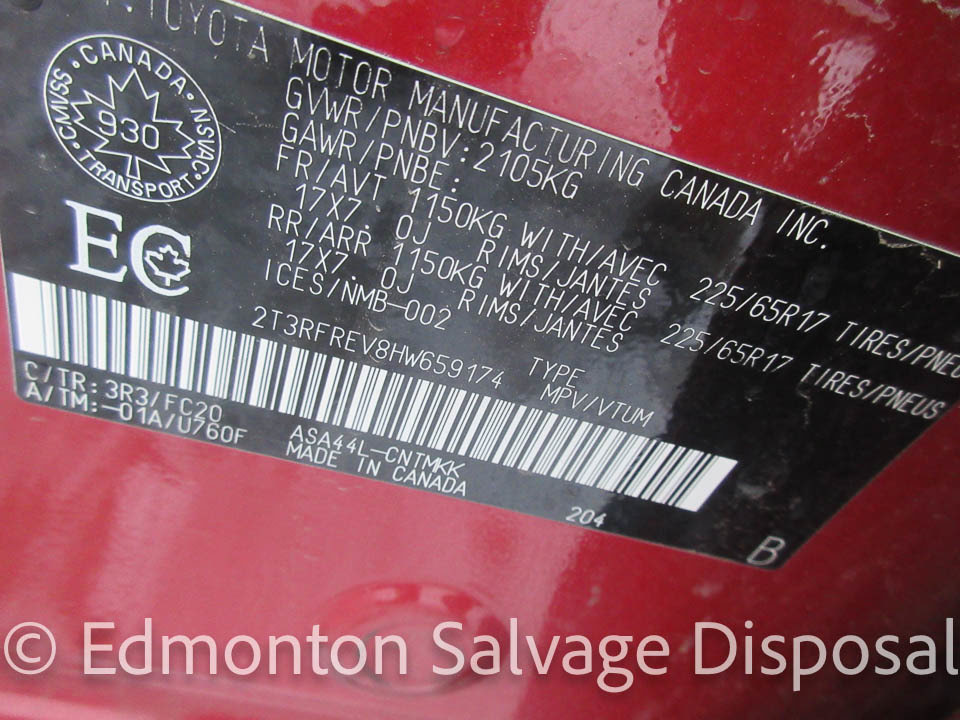 TOYOTA MOTOR MANUFACTURING CANADA INC.
CANADA · NSVAC · TRANSPORT · CMVSS ·
930
EC
GVWR/PNBV:2105KG
GAWR/PNBE:
FR/AVT 1150KG WITH/AVEC 225/65R17 TIRES/PNEU
17X7.0J RIMS/JANTES
RR/ARR 1150KG WITH/AVEC 225/65R17 TIRES/PNEUS
17X7.0J RIMS/JANTES
ICES/NMB-002
2T3RFREV8HW659174 TYPE
MPV/VTUM
C/TR:3R3/FC20 ASA44L-CNTMKK
A/TM:-01A/U760F MADE IN CANADA
204
B
© Edmonton Salvage Disposal